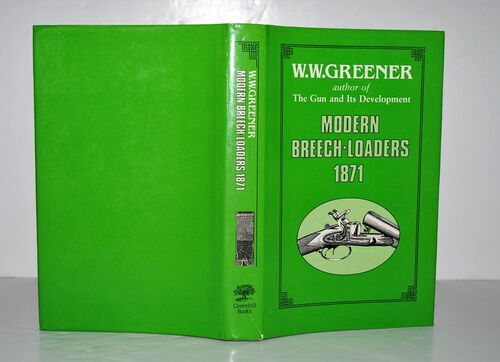 W.W.GREENER
MODERN BREECH-LOADERS 1871
Greenhill
Books
W.W.GREENER
author of
The Gun and Its Development
MODERN
BREECH-LOADERS
1871